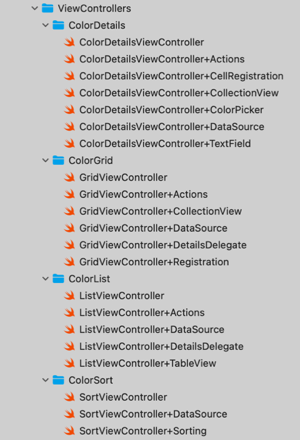 ViewControllers
ColorDetails
ColorDetailsViewController
ColorDetailsViewController+Actions
ColorDetailsViewController+CellRegistration
ColorDetailsViewController+CollectionView
ColorDetailsViewController+ColorPicker
ColorDetailsViewController+DataSource
ColorDetailsViewController+TextField
ColorGrid
GridViewController
GridViewController+Actions
GridViewController+CollectionView
GridViewController+DataSource
GridViewController+DetailsDelegate
GridViewController+Registration
ColorList
ListViewController
ListViewController+Actions
ListViewController+DataSource
ListViewController+DetailsDelegate
ListViewController+TableView
ColorSort
SortViewController
SortViewController+DataSource
SortViewController+Sorting